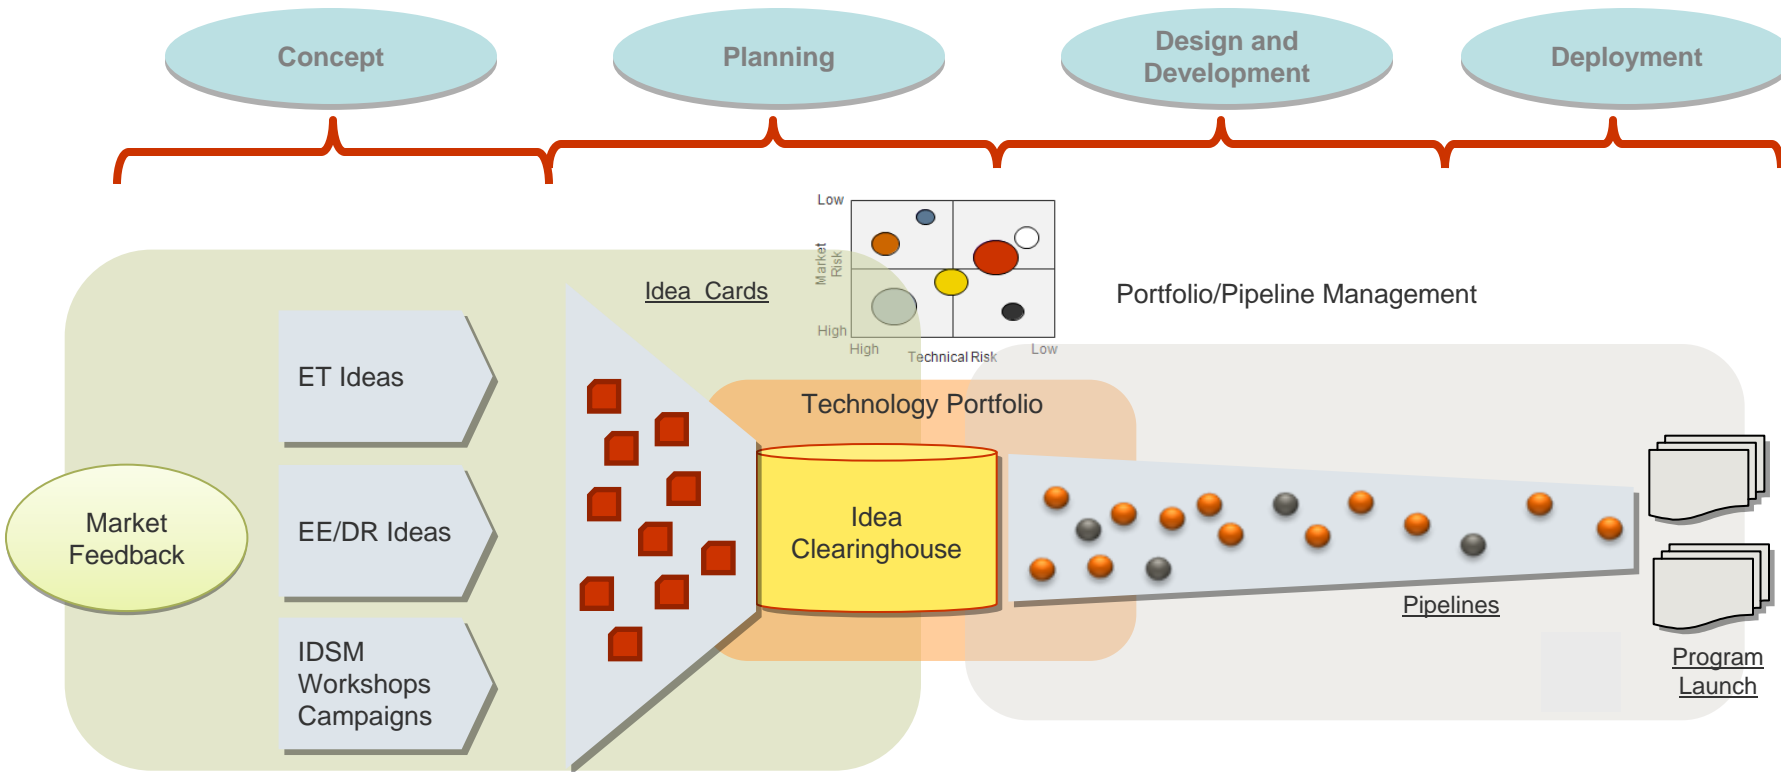 Concept
Planning
Design and
Development
Deployment
Low
Market
Risk
High
High
Technical Risk
Low
Idea Cards
Portfolio/Pipeline Management
ET Ideas
Technology Portfolio
Market
Feedback
EE/DR Ideas
Idea
Clearinghouse
Pipelines
IDSM
Workshops
Campaigns
Program
Launch